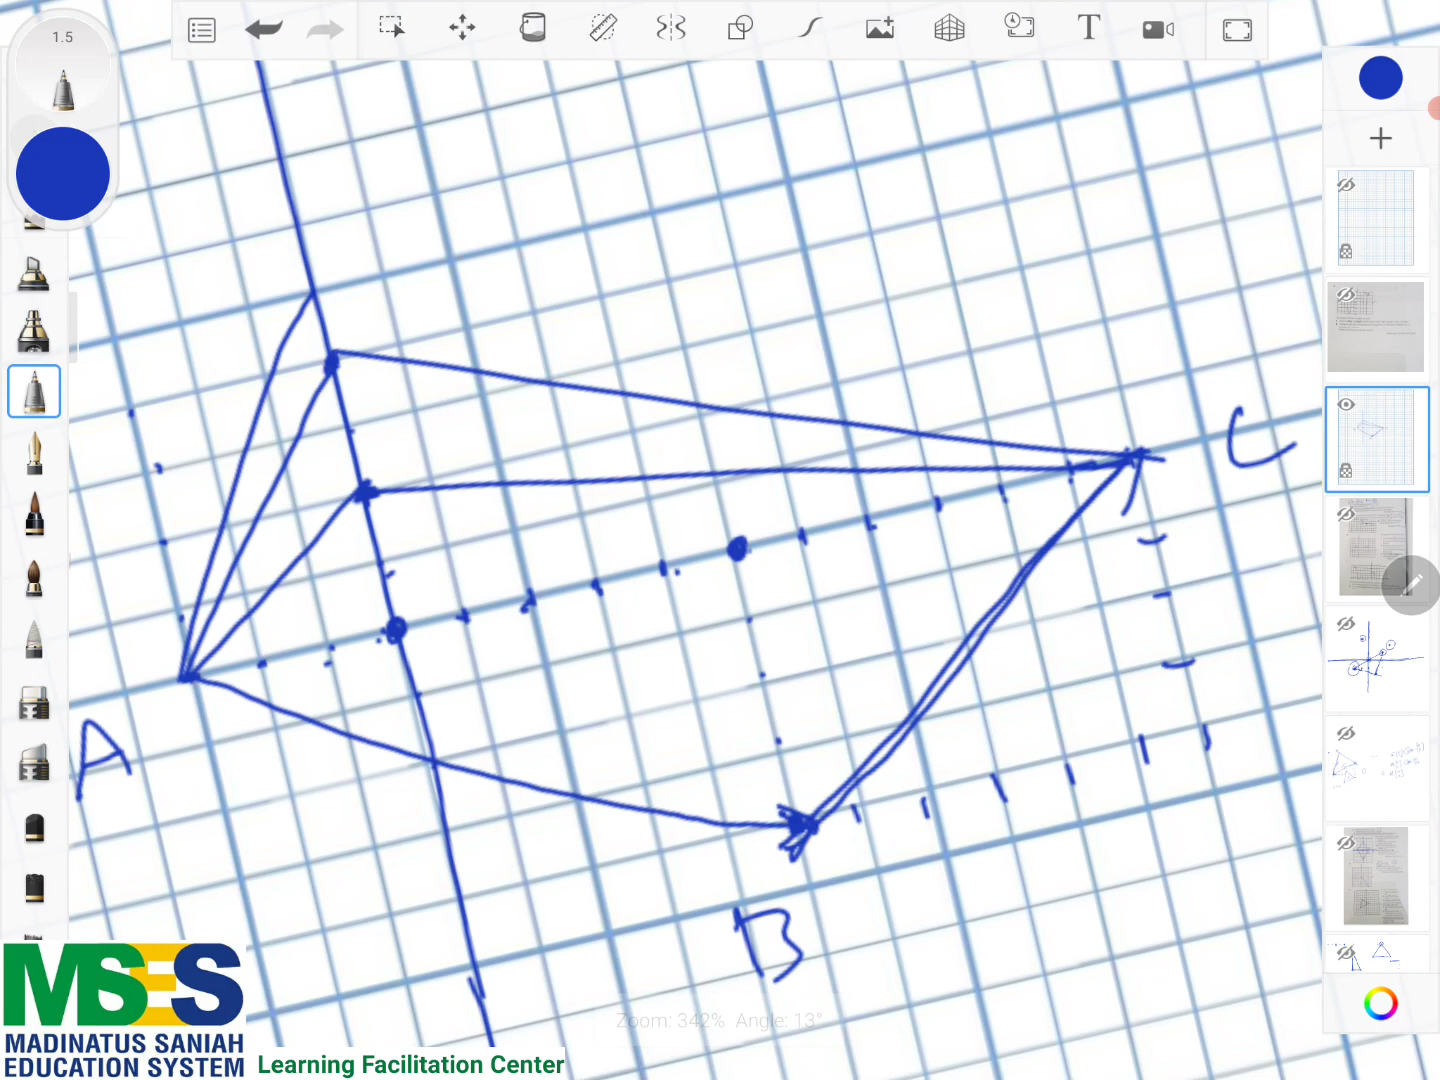 1.5
T
C
A
B
Zoom: 342% Angle: 13°
MSES
MADINATUS SANIAH
EDUCATION SYSTEM
Learning Facilitation Center